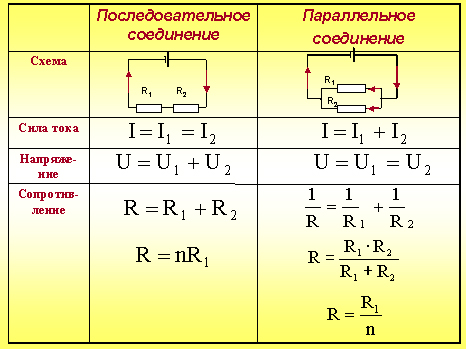 Последовательное
соединение
Параллельное
соединение
Схема
R1 R2
R1
R2
Сила тока
I = I1 = I2
I = I1 + I2
Напряже-
ние
U = U1 + U2
U = U1 = U2
Сопротив-
ление
R = R1 + R2
1/R = 1/R1 + 1/R2
R = nR1
R = R1 · R2 / R1 + R2
R = R1 / n